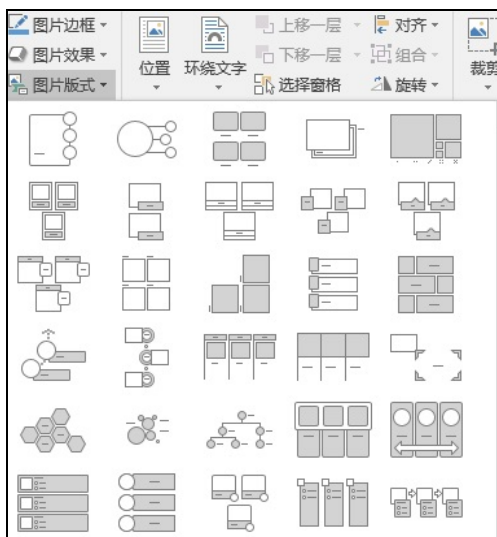 图片边框
图片效果
图片版式
位置
环绕文字
上移一层
下移一层
选择窗格
对齐
组合
旋转
裁剪